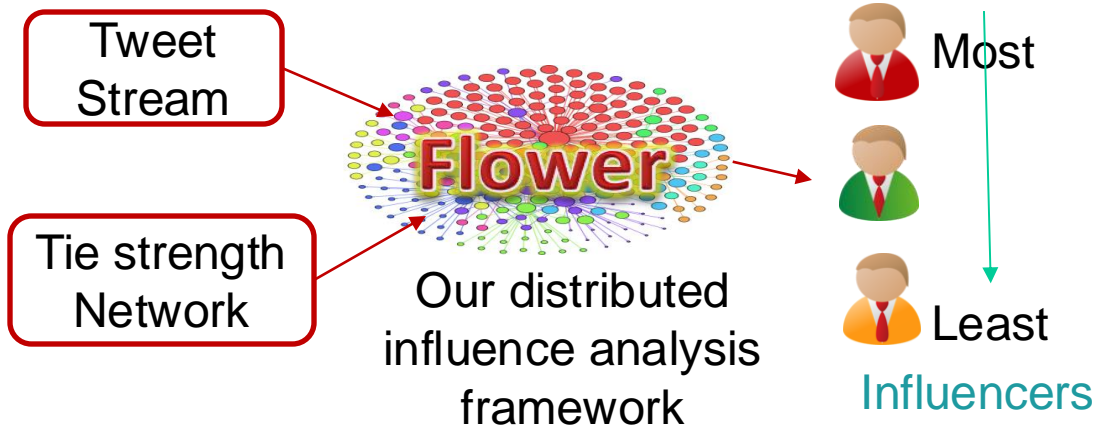 Tweet
Stream
Tie strength
Network
Flower
Our distributed
influence analysis
framework
Most
Least
Influencers